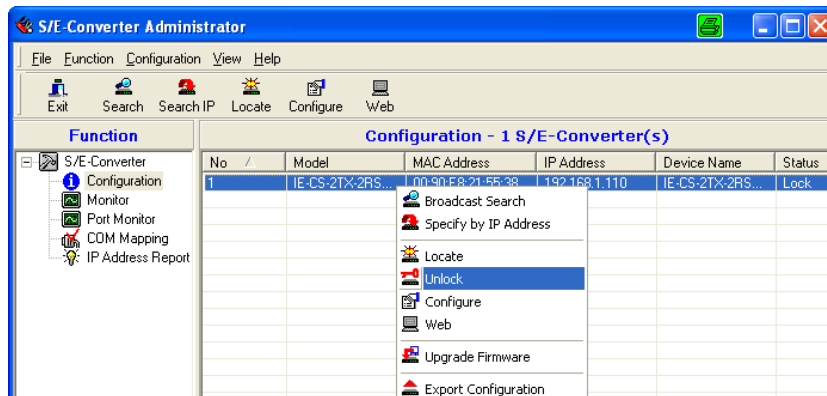 S/E-Converter Administrator
File Function Configuration View Help
Exit Search Search IP Locate Configure Web
Function
Configuration - 1 S/E-Converter(s)
S/E-Converter
Configuration
Monitor
Port Monitor
COM Mapping
IP Address Report
No Model MAC Address IP Address Device Name Status
1 IE-CS-2TX-2RS... 00:90:E8:21:55:38 192.168.1.110 IE-CS-2TX-2RS... Lock
Broadcast Search
Specify by IP Address
Locate
Unlock
Configure
Web
Upgrade Firmware
Export Configuration